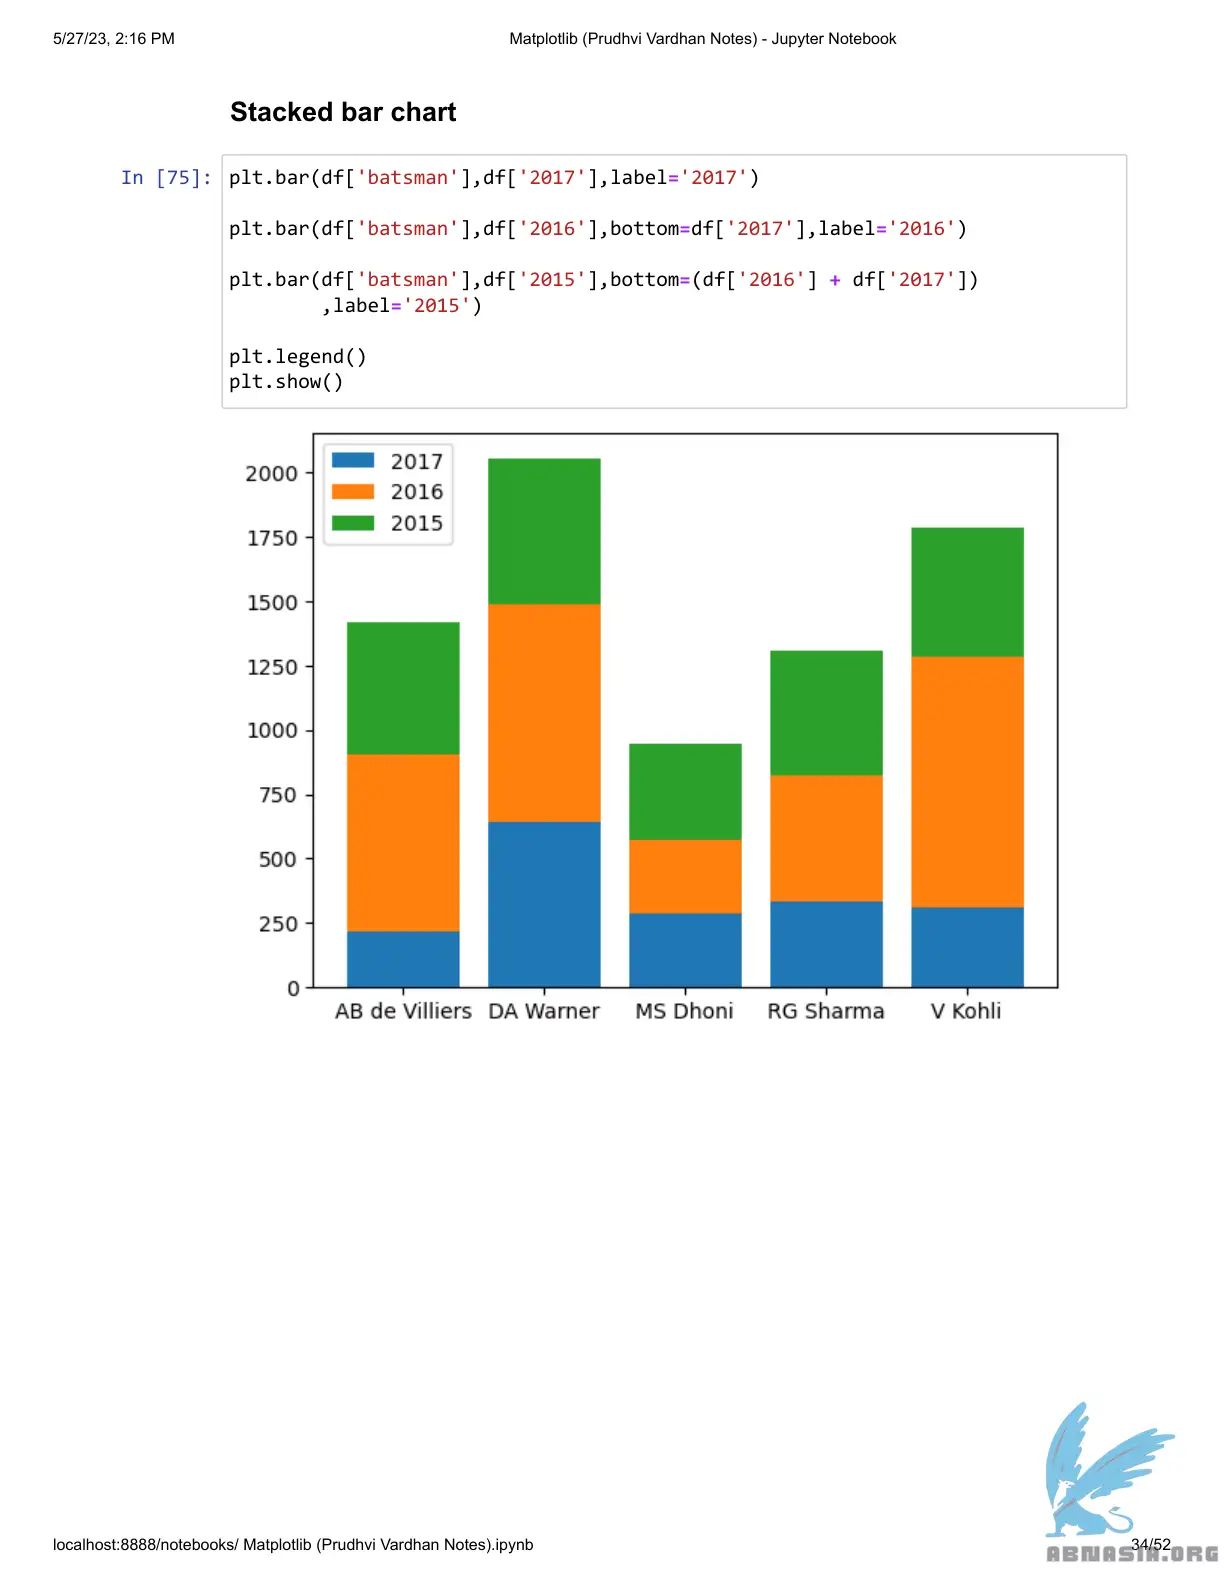 5/27/23, 2:16 PM
Matplotlib (Prudhvi Vardhan Notes) - Jupyter Notebook
Stacked bar chart
In [75]:
plt.bar(df['batsman'],df['2017'],label='2017')
plt.bar(df['batsman'],df['2016'],bottom=df['2017'],label='2016')
plt.bar(df['batsman'],df['2015'],bottom=(df['2016'] + df['2017'])
,label='2015')
plt.legend()
plt.show()
2017
2016
2015
2000
1750
1500
1250
1000
750
500
250
0
AB de Villiers DA Warner MS Dhoni RG Sharma V Kohli
localhost:8888/notebooks/ Matplotlib (Prudhvi Vardhan Notes).ipynb
34/52
ABNASIA.ORG